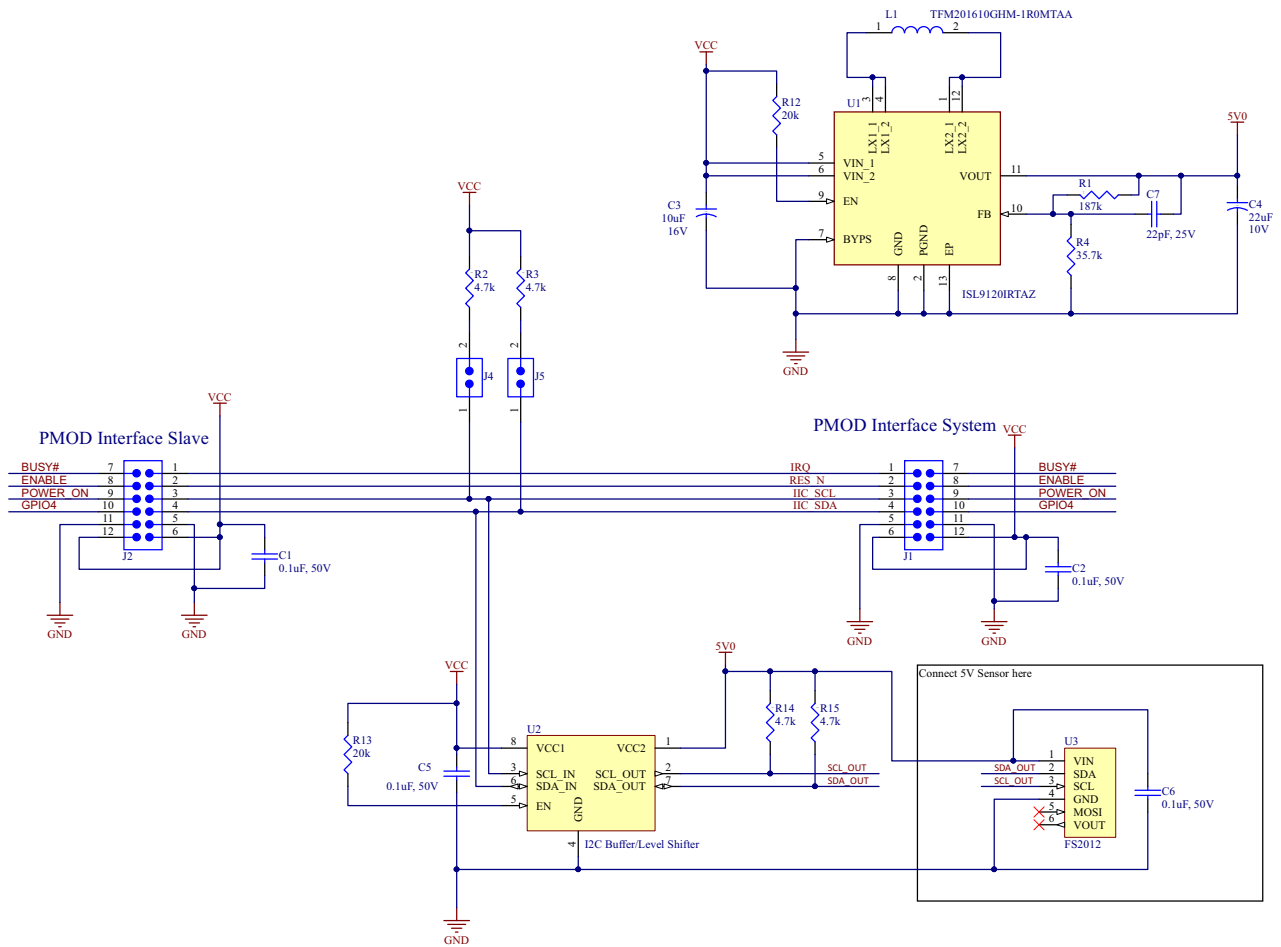 L1
TFM201610GHM-1R0MTAA
1
2
VCC
R12
20k
U1
3
4
1
12
LX1_1
LX1_2
LX2_1
LX2_2
5V0
5
VIN_1
6
VIN_2
VOUT
11
9
EN
FB
10
7
BYPS
GND
PGND
EP
8
2
13
ISL9120IRTAZ
R1
187k
C7
22pF, 25V
R4
35.7k
C4
22uF
10V
C3
10uF
16V
GND
VCC
R2
4.7k
R3
4.7k
2
2
J4
J5
1
1
VCC
PMOD Interface Slave
PMOD Interface System
VCC
BUSY#
7
1
IRQ
1
7
BUSY#
ENABLE
8
2
RES_N
2
8
ENABLE
POWER_ON
9
3
IIC_SCL
3
9
POWER_ON
GPIO4
10
4
IIC_SDA
4
10
GPIO4
11
5
5
11
12
6
6
12
J2
J1
C1
0.1uF, 50V
C2
0.1uF, 50V
GND
GND
GND
GND
VCC
5V0
R13
20k
C5
0.1uF, 50V
U2
8
VCC1
VCC2
1
3
SCL_IN
SCL_OUT
2
6
SDA_IN
SDA_OUT
7
5
EN
GND
4
I2C Buffer/Level Shifter
R14
4.7k
R15
4.7k
SCL_OUT
SDA_OUT
GND
Connect 5V Sensor here
U3
1
VIN
SDA_OUT
2
SDA
SCL_OUT
3
SCL
4
GND
5
MOSI
6
VOUT
FS2012
C6
0.1uF, 50V